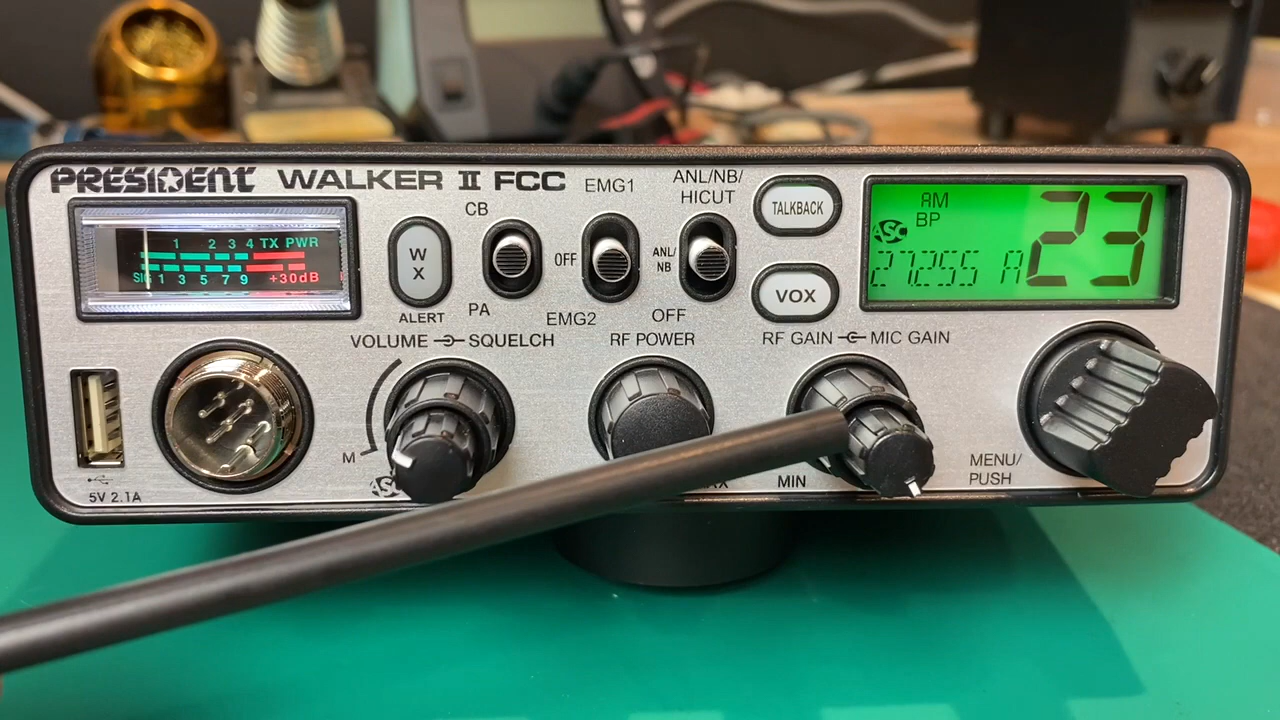 PRESIDENT WALKER II FCC
EMG1
ANL/NB/
HICUT
CB
TALKBACK
AM
BP
ASC
23
27.255 A
1 2 3 4 TX PWR
SIG 1 3 5 7 9 +30dB
WX
OFF
ANL/
NB
VOX
ALERT
PA
EMG2
OFF
VOLUME SQUELCH
RF POWER
RF GAIN MIC GAIN
M
ASC
MIN
MENU/
PUSH
5V 2.1A